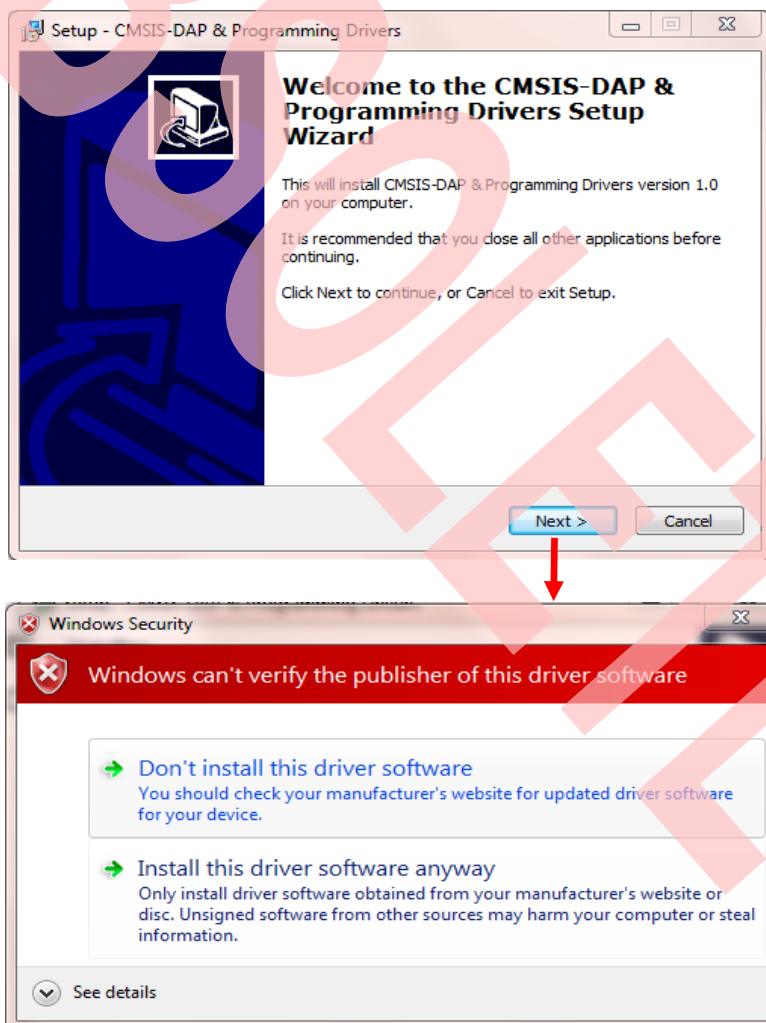 Setup - CMSIS-DAP & Programming Drivers
Welcome to the CMSIS-DAP &
Programming Drivers Setup
Wizard
This will install CMSIS-DAP & Programming Drivers version 1.0
on your computer.
It is recommended that you close all other applications before
continuing.
Click Next to continue, or Cancel to exit Setup.
Next >
Cancel
Windows Security
Windows can't verify the publisher of this driver software
Don't install this driver software
You should check your manufacturer's website for updated driver software
for your device.
Install this driver software anyway
Only install driver software obtained from your manufacturer's website or
disc. Unsigned software from other sources may harm your computer or steal
information.
See details